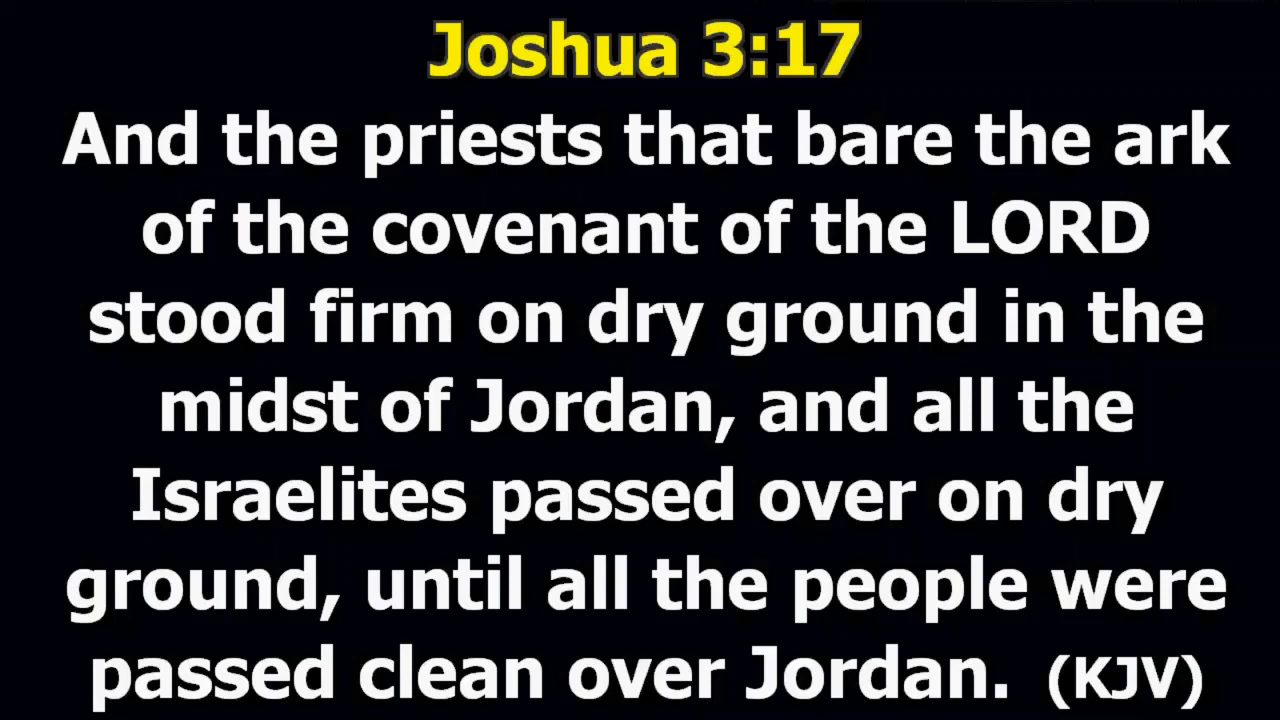 Joshua 3:17
And the priests that bare the ark
of the covenant of the LORD
stood firm on dry ground in the
midst of Jordan, and all the
Israelites passed over on dry
ground, until all the people were
passed clean over Jordan. (KJV)